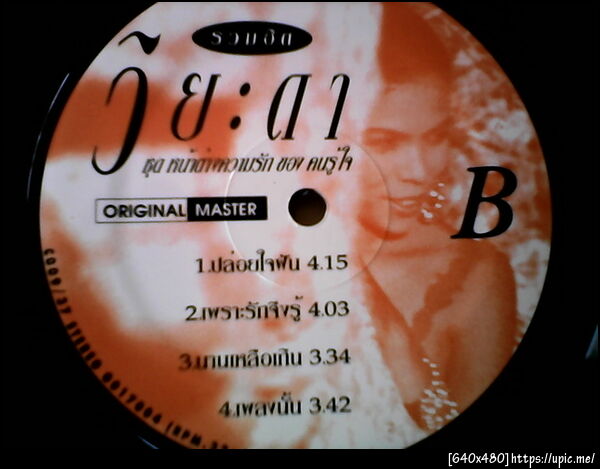 รวมฮิต
วิยะดา
ชุด หน้าต่างความรัก ของ คนรู้ใจ
ORIGINAL MASTER
B
1.ปล่อยใจฝัน 4.15
2.เพราะรักจึงรู้ 4.03
3.นานเหลือเกิน 3.34
4.เพลงนั้น 3.42
STEREO
[640x480]https://upic.me/